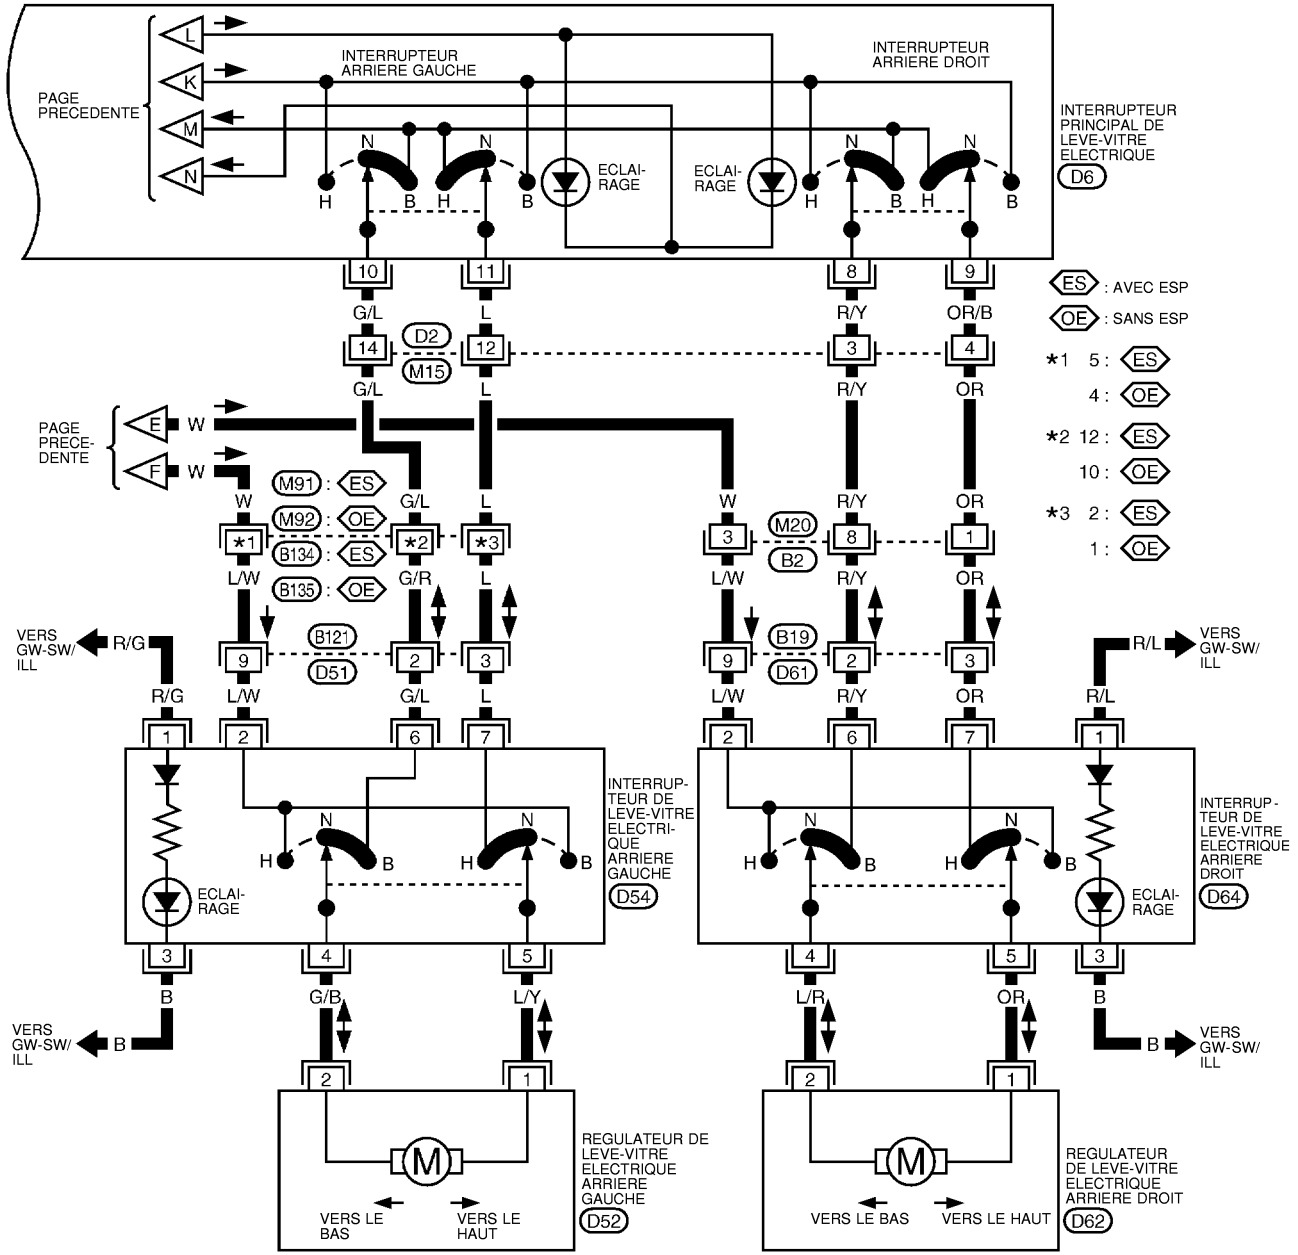 L
K
M
N
PAGE
PRECEDENTE
INTERRUPTEUR
ARRIERE GAUCHE
INTERRUPTEUR
ARRIERE DROIT
N N N N
H B H B H B H B
ECLAI-
RAGE
ECLAI-
RAGE
INTERRUPTEUR
PRINCIPAL DE
LEVE-VITRE
ELECTRIQUE
D6
10 11 8 9
G/L L R/Y OR/B
14 D2 12 3 4
M15
G/L L R/Y OR
ES : AVEC ESP
OE : SANS ESP
*1 5 : ES
4 : OE
*2 12 : ES
10 : OE
*3 2 : ES
1 : OE
PAGE
PRECE-
DENTE
E W
F W
M91 : ES
M92 : OE
B134 : ES
B135 : OE
W G/L L W R/Y OR
*1 *2 *3 3 M20 8 1
B2
L/W G/R L L/W R/Y OR
9 B121 2 3 9 B19 2 3
D51 D61
L/W G/L L L/W R/Y OR
VERS
GW-SW/
ILL
R/G
R/G
R/L
R/L
VERS
GW-SW/
ILL
1 2 6 7 2 6 7 1
N N N N
H B H B H B H B
ECLAI-
RAGE
INTERRUP-
TEUR DE
LEVE-VITRE
ELECTRI-
QUE
ARRIERE
GAUCHE
D54
ECLAI-
RAGE
INTERRUP-
TEUR DE
LEVE-VITRE
ELECTRIQUE
ARRIERE
DROIT
D64
3 4 5 4 5 3
B G/B L/Y L/R OR B
VERS
GW-SW/
ILL
B
B
VERS
GW-SW/
ILL
2 1 2 1
M M
VERS LE
BAS
VERS LE
HAUT
REGULATEUR DE
LEVE-VITRE
ELECTRIQUE
ARRIERE
GAUCHE
D52
VERS LE BAS
VERS LE HAUT
REGULATEUR
DE LEVE-VITRE
ELECTRIQUE
ARRIERE DROIT
D62